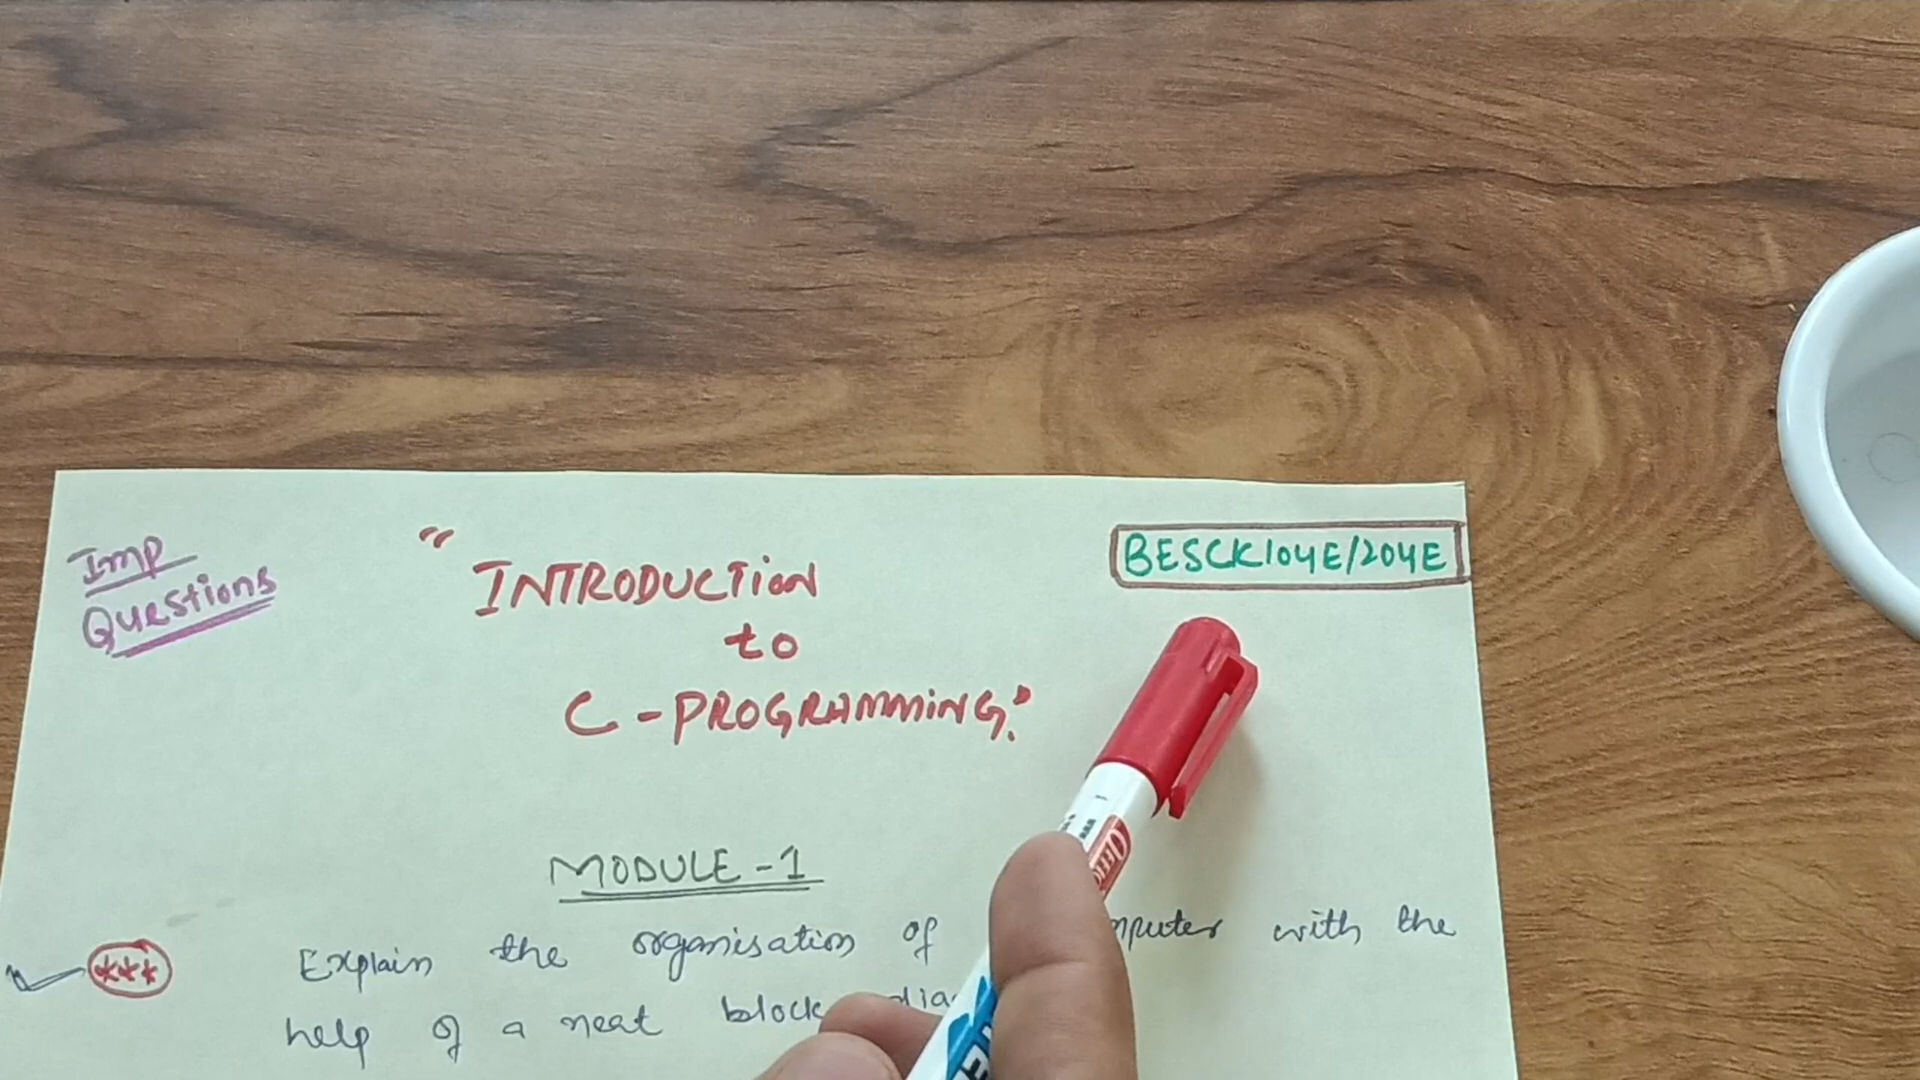 Imp
Questions
"INTRODUCTION
to
C-PROGRAMMING."
BESCK104E/204E
MODULE-1
*** Explain the organisation of with the
help of a neat block